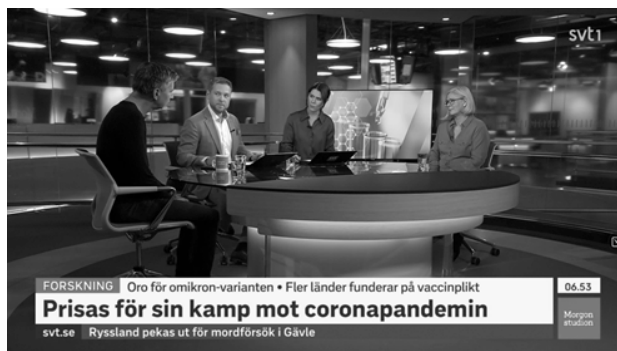 svt1
FORSKNING Oro för omikron-varianten • Fler länder funderar på vaccinplikt 06.53
Prisas för sin kamp mot coronapandemin
Morgon
studion
svt.se Ryssland pekas ut för mordförsök i Gävle